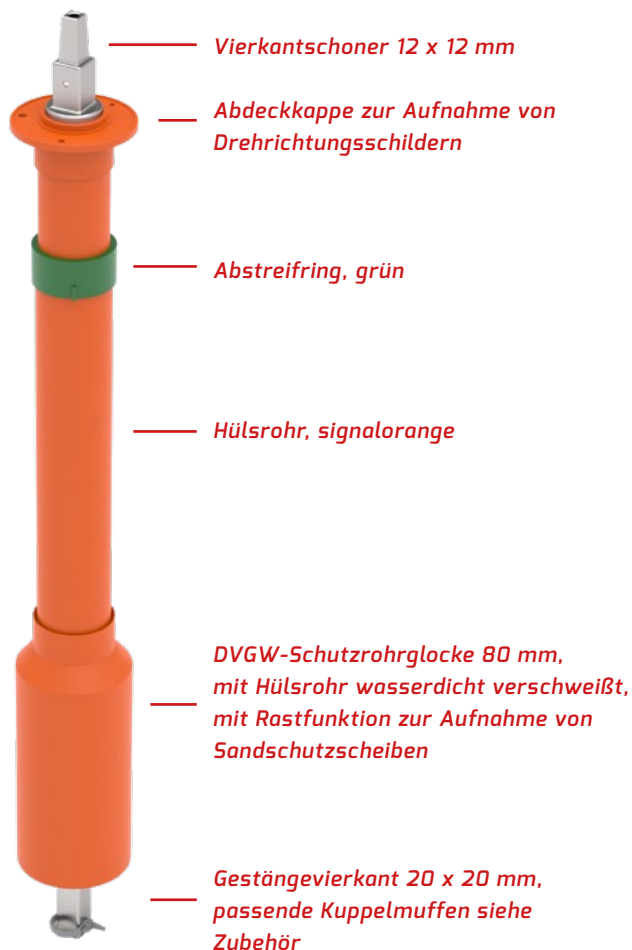 Vierkantschoner 12 x 12 mm
Abdeckkappe zur Aufnahme von
Drehrichtungsschildern
Abstreifring, grün
Hülsrohr, signalorange
DVGW-Schutzrohrglocke 80 mm,
mit Hülsrohr wasserdicht verschweißt,
mit Rastfunktion zur Aufnahme von
Sandschutzscheiben
Gestängevierkant 20 x 20 mm,
passende Kuppelmuffen siehe
Zubehör